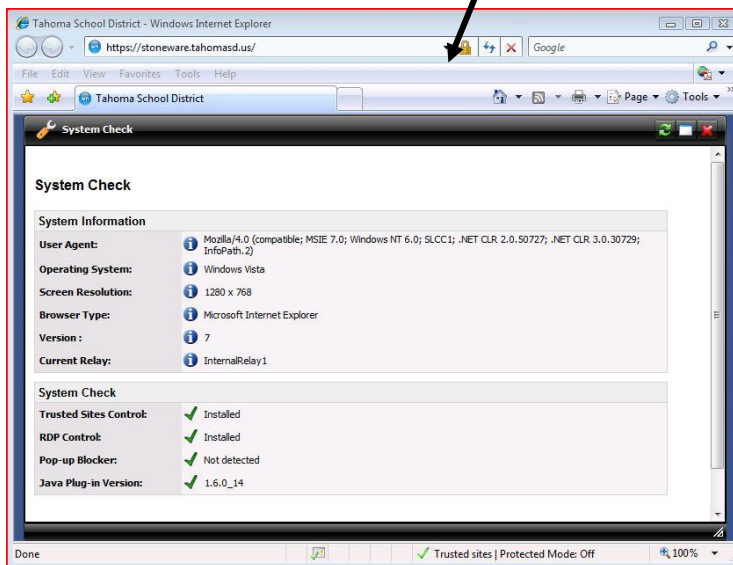 Tahoma School District - Windows Internet Explorer
https://stoneware.tahomasd.us/
Google
File Edit View Favorites Tools Help
Tahoma School District
Page Tools
System Check
System Check
System Information
User Agent: Mozilla/4.0 (compatible; MSIE 7.0; Windows NT 6.0; SLCC1; .NET CLR 2.0.50727; .NET CLR 3.0.30729;
InfoPath.2)
Operating System: Windows Vista
Screen Resolution: 1280 x 768
Browser Type: Microsoft Internet Explorer
Version : 7
Current Relay: InternalRelay1
System Check
Trusted Sites Control: Installed
RDP Control: Installed
Pop-up Blocker: Not detected
Java Plug-in Version: 1.6.0_14
Done Trusted sites | Protected Mode: Off 100%